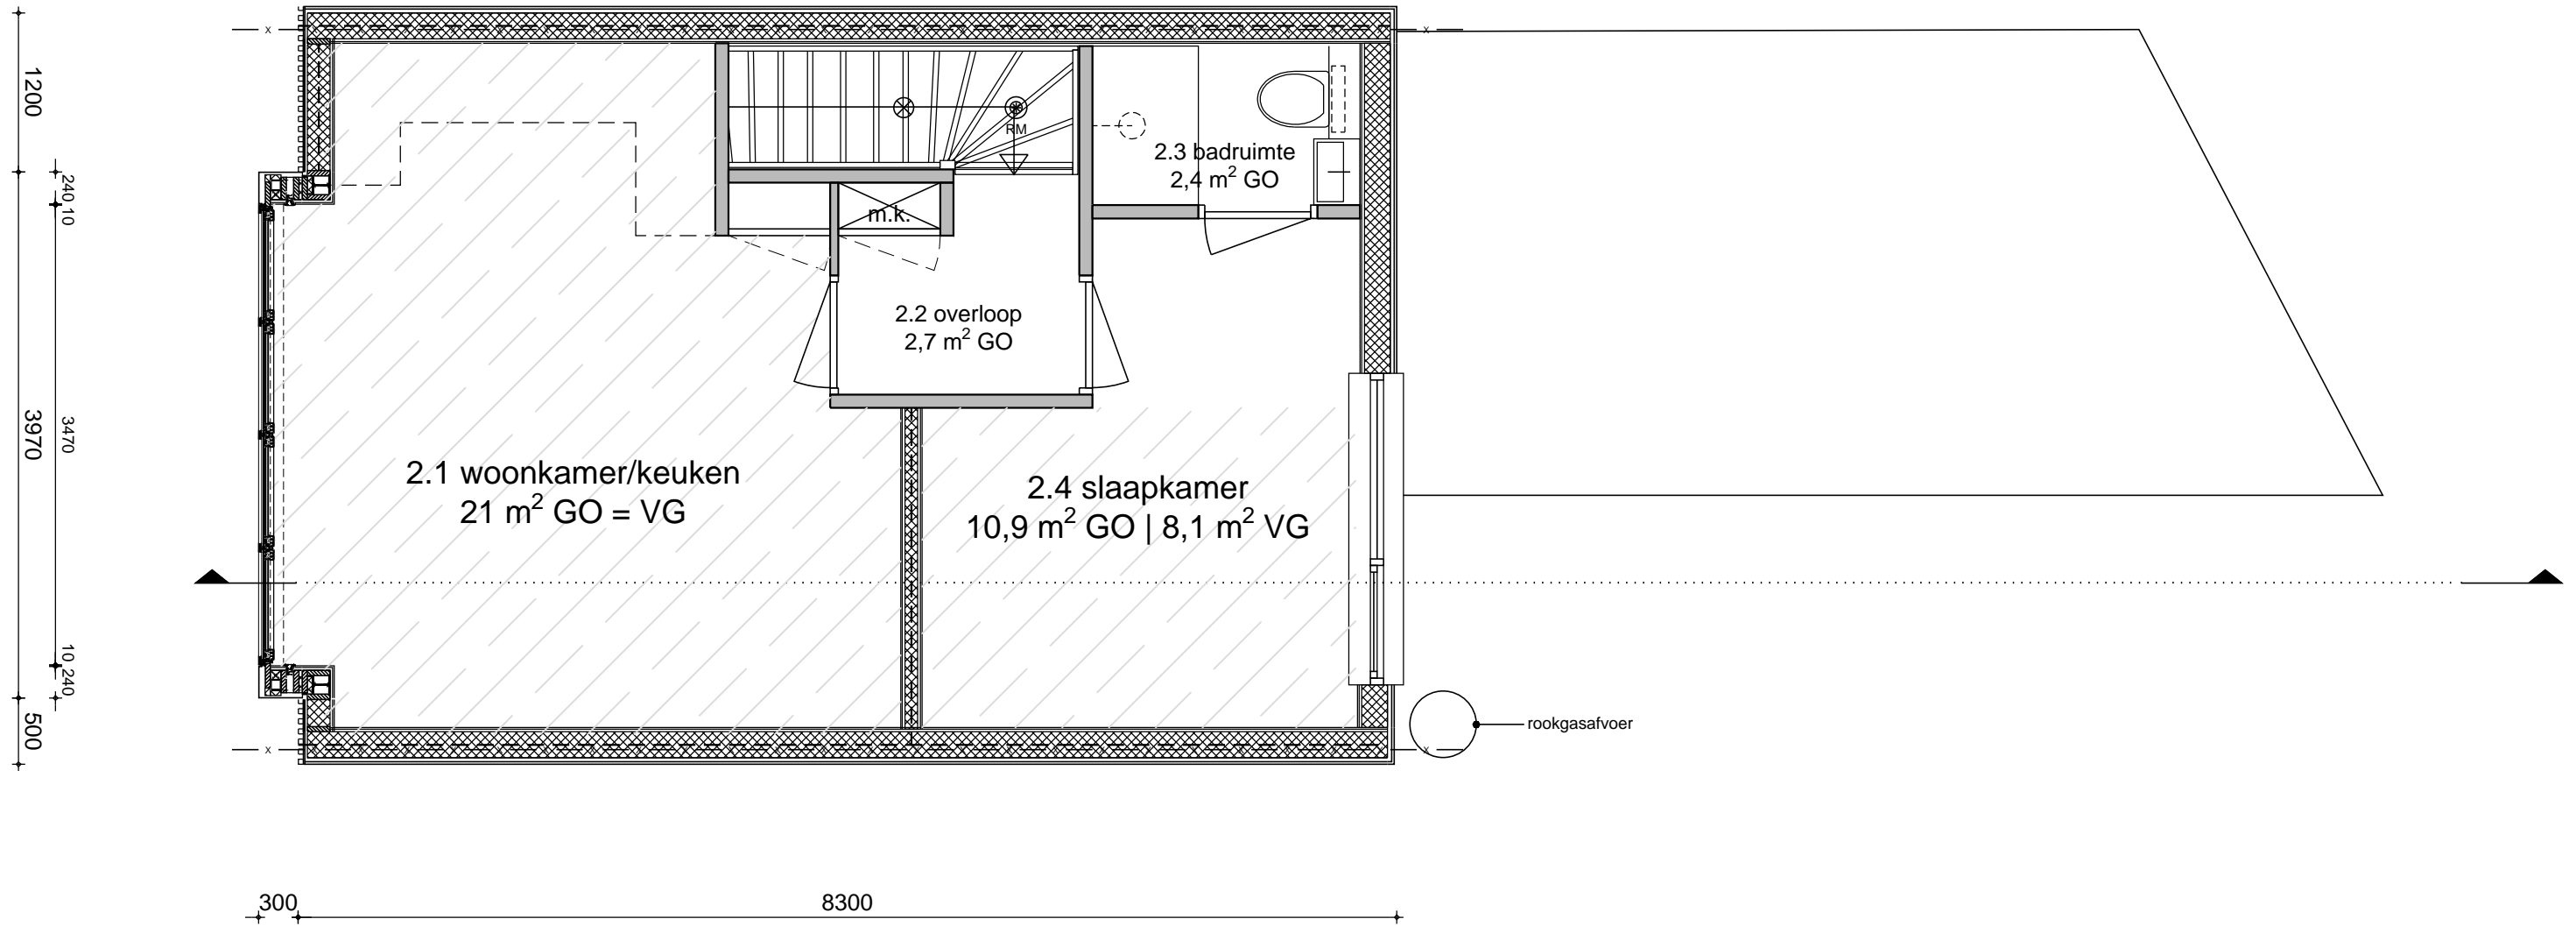 1200
240
10
3970
3470
10
240
500
RM
2.3 badruimte
2,4 m² GO
m.k.
2.2 overloop
2,7 m² GO
2.1 woonkamer/keuken
21 m² GO = VG
2.4 slaapkamer
10,9 m² GO | 8,1 m² VG
rookgasafvoer
300
8300